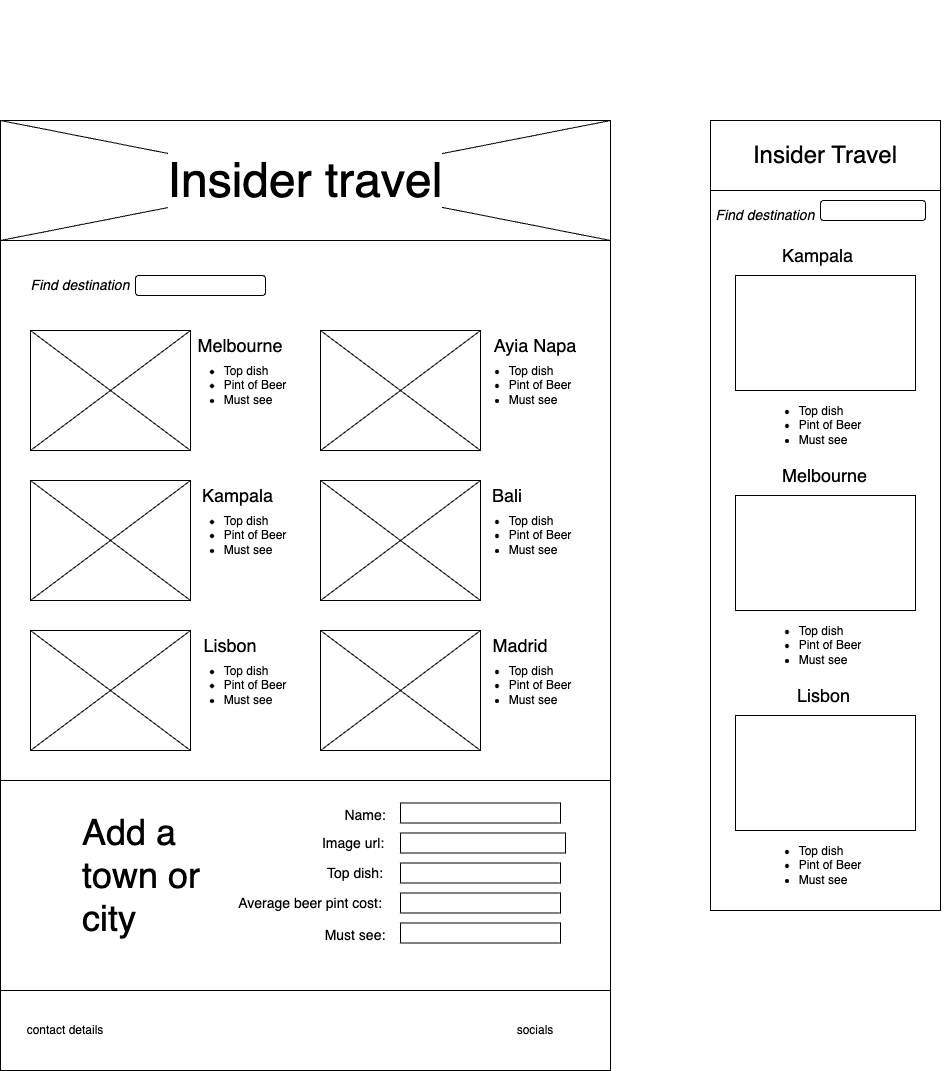 Insider travel
Find destination
Melbourne
Top dish
Pint of Beer
Must see
Ayia Napa
Top dish
Pint of Beer
Must see
Kampala
Top dish
Pint of Beer
Must see
Bali
Top dish
Pint of Beer
Must see
Lisbon
Top dish
Pint of Beer
Must see
Madrid
Top dish
Pint of Beer
Must see
Add a
town or
city
Name:
Image url:
Top dish:
Average beer pint cost:
Must see:
contact details
socials
Insider Travel
Find destination
Kampala
Top dish
Pint of Beer
Must see
Melbourne
Top dish
Pint of Beer
Must see
Lisbon
Top dish
Pint of Beer
Must see